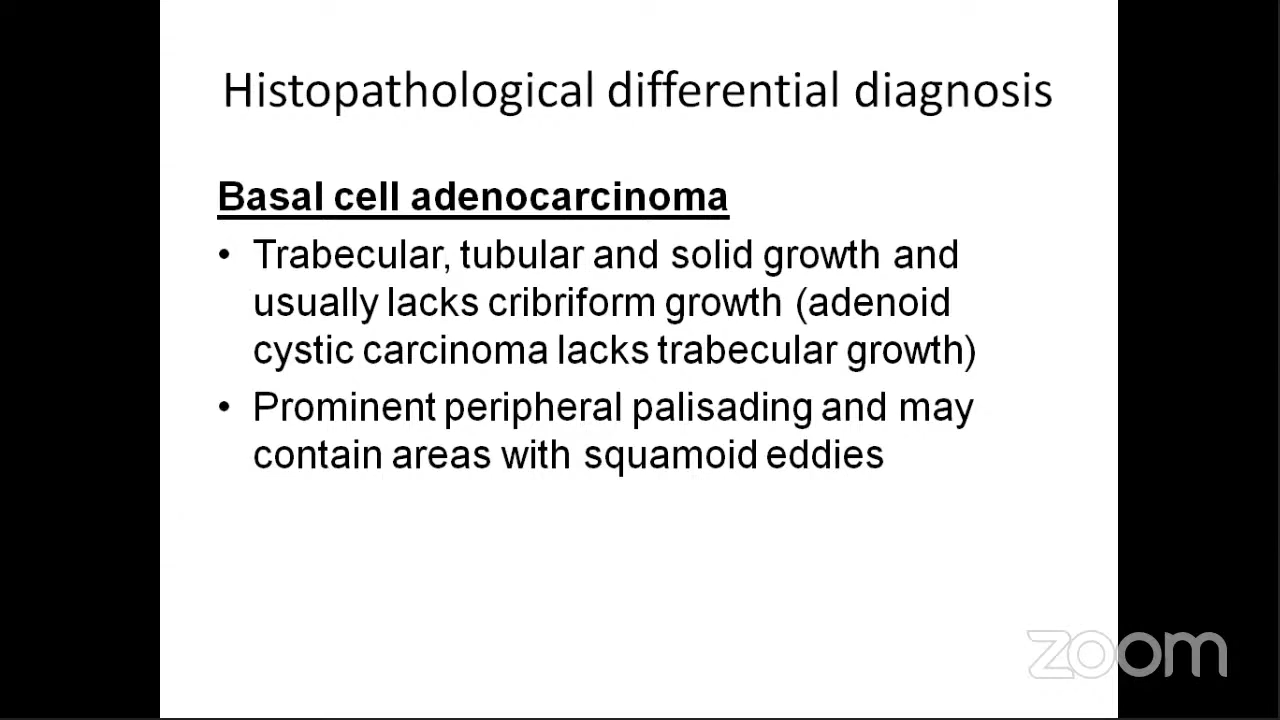 Histopathological differential diagnosis
Basal cell adenocarcinoma
• Trabecular, tubular and solid growth and
usually lacks cribriform growth (adenoid
cystic carcinoma lacks trabecular growth)
• Prominent peripheral palisading and may
contain areas with squamoid eddies
zoom